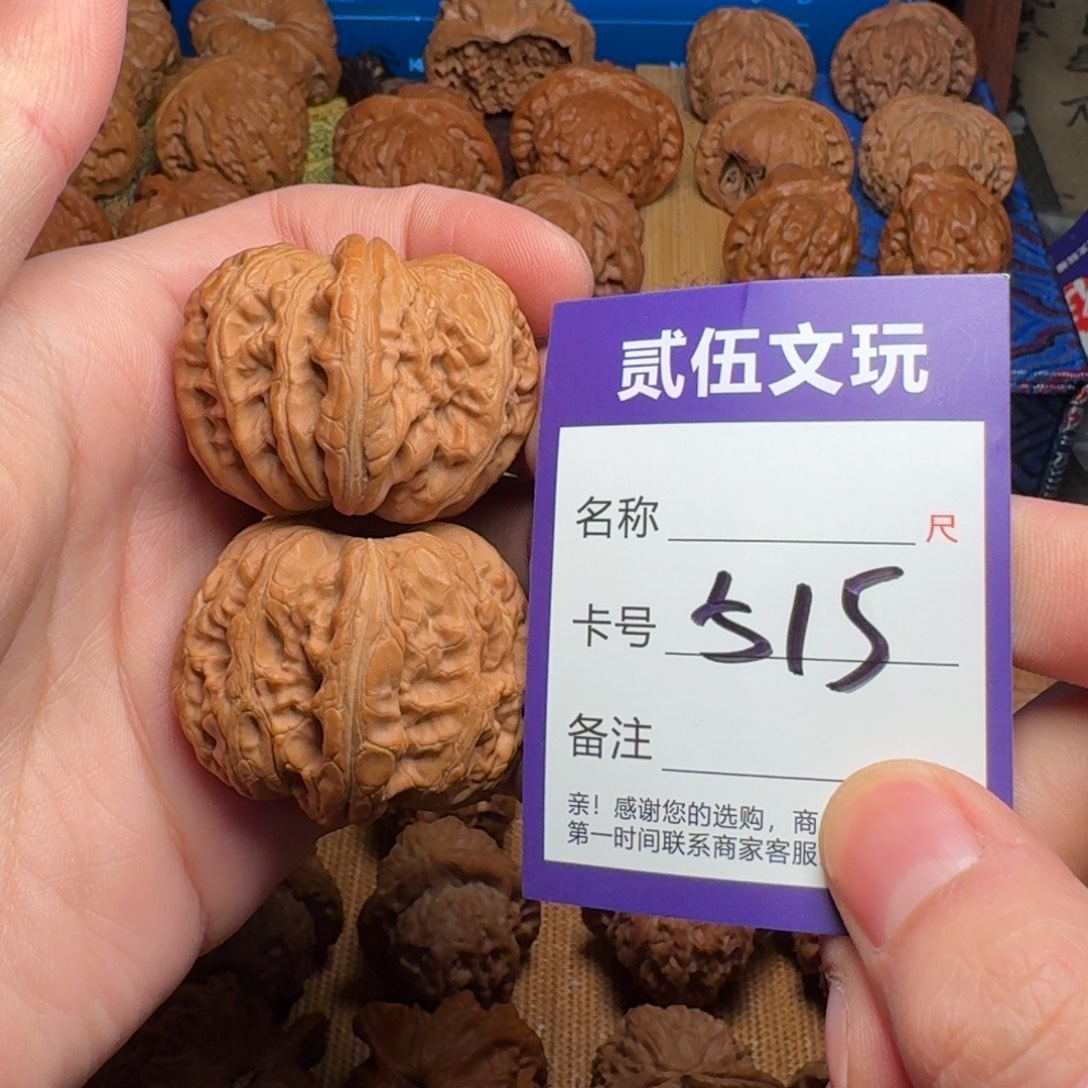 贰伍文玩
名称 尺
卡号 515
备注
亲！感谢您的选购，商
第一时间联系商家客服